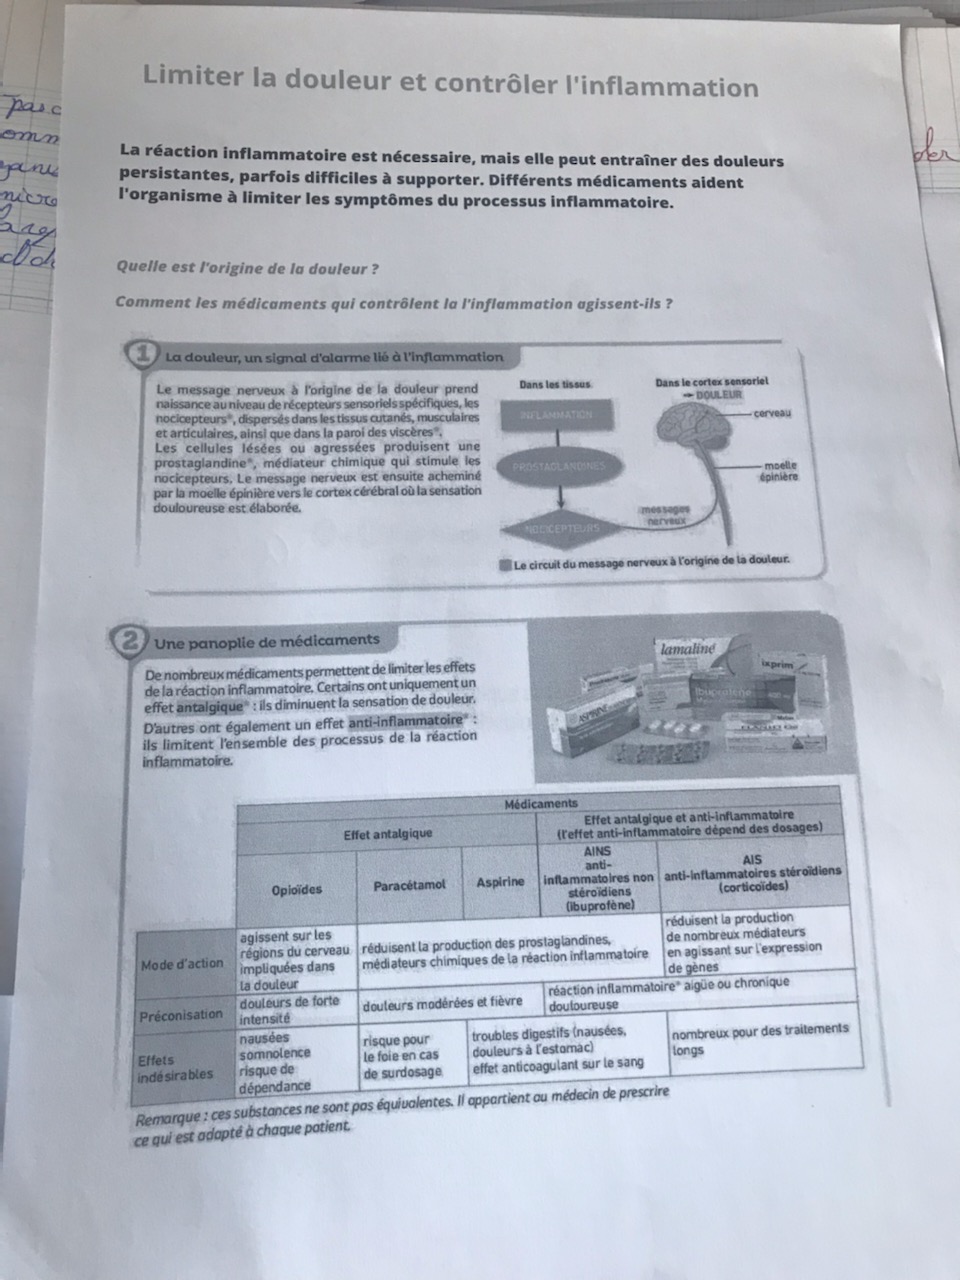 pas c
omm
Limiter la douleur et contrôler l'inflammation
La réaction inflammatoire est nécessaire, mais elle peut entraîner des douleurs
persistantes, parfois difficiles à supporter. Différents médicaments aident
l'organisme à limiter les symptômes du processus inflammatoire.
Quelle est l'origine de la douleur ?
Comment les médicaments qui contrôlent la l'inflammation agissent-ils ?
1 La douleur, un signal d'alarme lié à l'inflammation
Le message nerveux à l'origine de la douleur prend
naissance au niveau de récepteurs sensoriels spécifiques, les
nocicepteurs*, dispersés dans les tissus cutanés, musculaires
et articulaires, ainsi que dans la paroi des viscères*.
Les cellules lésées ou agressées produisent une
prostaglandine*, médiateur chimique qui stimule les
nocicepteurs. Le message nerveux est ensuite acheminé
par la moelle épinière vers le cortex cérébral où la sensation
douloureuse est élaborée.
Dans les tissus
INFLAMMATION
PROSTAGLANDINES
NOCICEPTEURS
Dans le cortex sensoriel
➞ DOULEUR
cerveau
moelle
épinière
messages
nerveux
Le circuit du message nerveux à l'origine de la douleur.
2 Une panoplie de médicaments
De nombreux médicaments permettent de limiter les effets
de la réaction inflammatoire. Certains ont uniquement un
effet antalgique* : ils diminuent la sensation de douleur.
D'autres ont également un effet anti-inflammatoire* :
ils limitent l'ensemble des processus de la réaction
inflammatoire.
lamaline
ixprim
Ibuprofène
Médicaments
Effet antalgique
Effet antalgique et anti-inflammatoire
(l'effet anti-inflammatoire dépend des dosages)
Opioïdes
Paracétamol
Aspirine
AINS
anti-
inflammatoires non
stéroïdiens
(ibuprofène)
AIS
anti-inflammatoires stéroïdiens
(corticoïdes)
Mode d'action
agissent sur les
régions du cerveau
impliquées dans
la douleur
réduisent la production des prostaglandines,
médiateurs chimiques de la réaction inflammatoire
réduisent la production
de nombreux médiateurs
en agissant sur l'expression
de gènes
Préconisation
douleurs de forte
intensité
douleurs modérées et fièvre
réaction inflammatoire* aigüe ou chronique
douloureuse
Effets
indésirables
nausées
somnolence
risque de
dépendance
risque pour
le foie en cas
de surdosage
troubles digestifs (nausées,
douleurs à l'estomac)
effet anticoagulant sur le sang
nombreux pour des traitements
longs
Remarque : ces substances ne sont pas équivalentes. Il appartient au médecin de prescrire
ce qui est adapté à chaque patient.